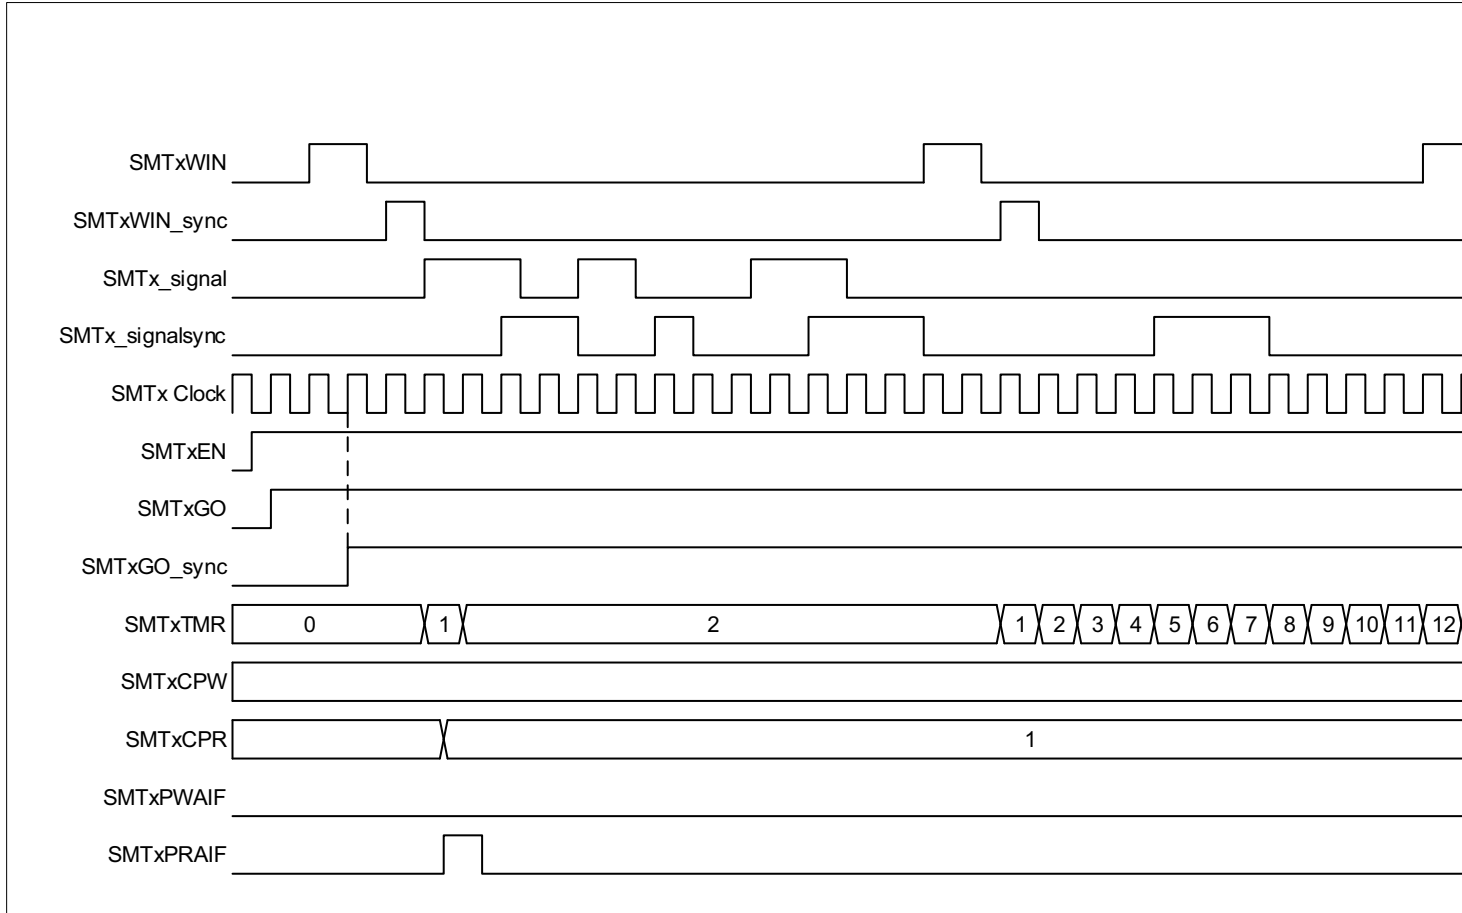 SMTxWIN
SMTxWIN_sync
SMTx_signal
SMTx_signalsync
SMTx Clock
SMTxEN
SMTxGO
SMTxGO_sync
SMTxTMR 0 1 2 1 2 3 4 5 6 7 8 9 10 11 12
SMTxCPW
SMTxCPR 1
SMTxPWAIF
SMTxPRAIF